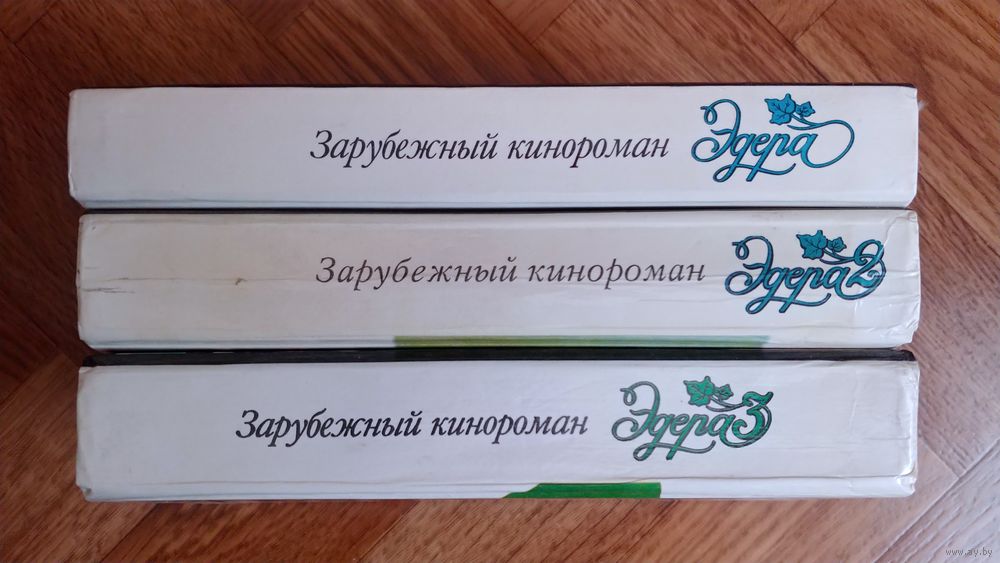 Зарубежный кинороман Эдера
Зарубежный кинороман Эдера 2
Зарубежный кинороман Эдера 3
www.ay.by